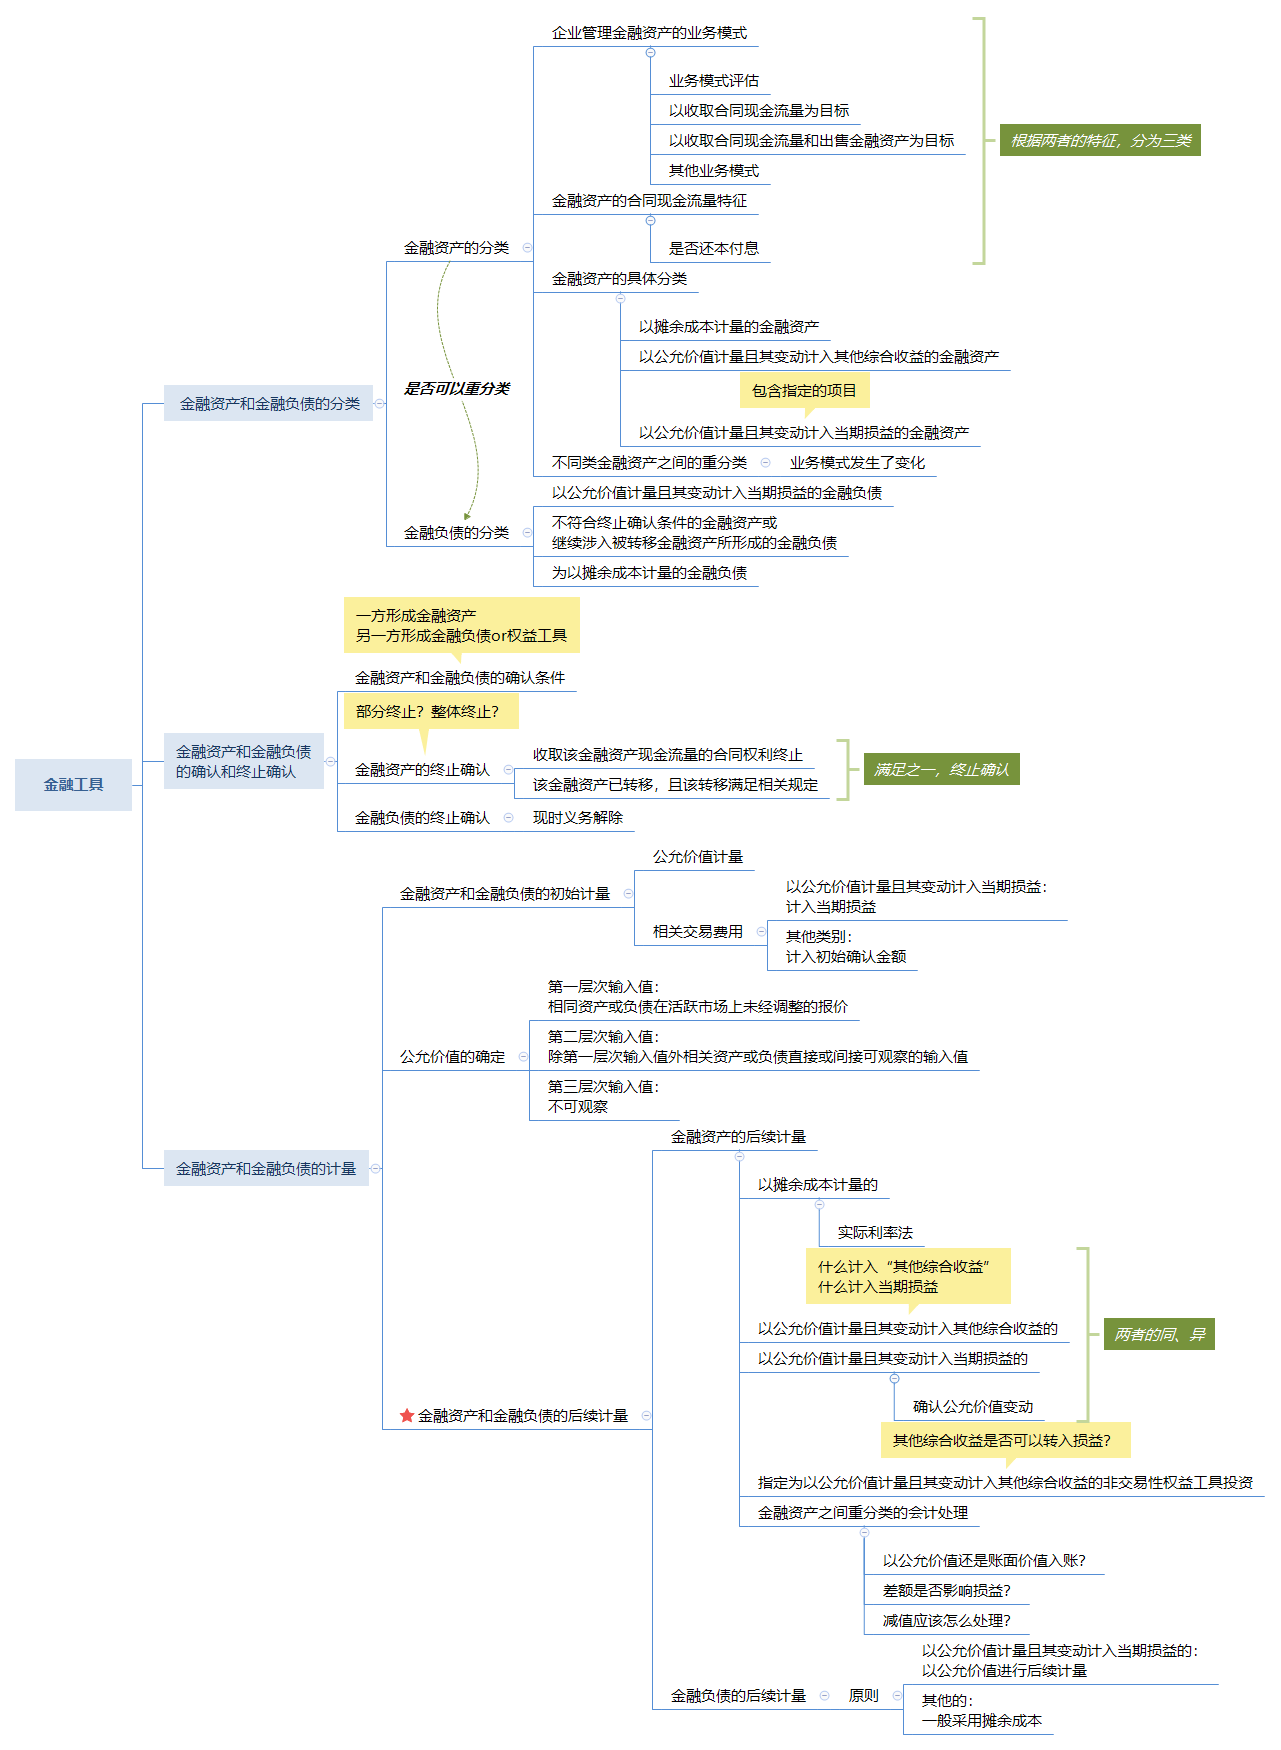 金融工具
金融资产和金融负债的分类
金融资产的分类
企业管理金融资产的业务模式
业务模式评估
以收取合同现金流量为目标
以收取合同现金流量和出售金融资产为目标
其他业务模式
金融资产的合同现金流量特征
是否还本付息
根据两者的特征，分为三类
金融资产的具体分类
以摊余成本计量的金融资产
以公允价值计量且其变动计入其他综合收益的金融资产
包含指定的项目
以公允价值计量且其变动计入当期损益的金融资产
不同类金融资产之间的重分类
业务模式发生了变化
是否可以重分类
金融负债的分类
以公允价值计量且其变动计入当期损益的金融负债
不符合终止确认条件的金融资产或
继续涉入被转移金融资产所形成的金融负债
为以摊余成本计量的金融负债
金融资产和金融负债
的确认和终止确认
一方形成金融资产
另一方形成金融负债or权益工具
金融资产和金融负债的确认条件
部分终止？整体终止？
金融资产的终止确认
收取该金融资产现金流量的合同权利终止
该金融资产已转移，且该转移满足相关规定
满足之一，终止确认
金融负债的终止确认
现时义务解除
金融资产和金融负债的计量
金融资产和金融负债的初始计量
公允价值计量
相关交易费用
以公允价值计量且其变动计入当期损益：
计入当期损益
其他类别：
计入初始确认金额
公允价值的确定
第一层次输入值：
相同资产或负债在活跃市场上未经调整的报价
第二层次输入值：
除第一层次输入值外相关资产或负债直接或间接可观察的输入值
第三层次输入值：
不可观察
金融资产和金融负债的后续计量
金融资产的后续计量
以摊余成本计量的
实际利率法
什么计入“其他综合收益”
什么计入当期损益
以公允价值计量且其变动计入其他综合收益的
以公允价值计量且其变动计入当期损益的
确认公允价值变动
两者的同、异
其他综合收益是否可以转入损益？
指定为以公允价值计量且其变动计入其他综合收益的非交易性权益工具投资
金融资产之间重分类的会计处理
以公允价值还是账面价值入账？
差额是否影响损益？
减值应该怎么处理？
金融负债的后续计量
原则
以公允价值计量且其变动计入当期损益的：
以公允价值进行后续计量
其他的：
一般采用摊余成本